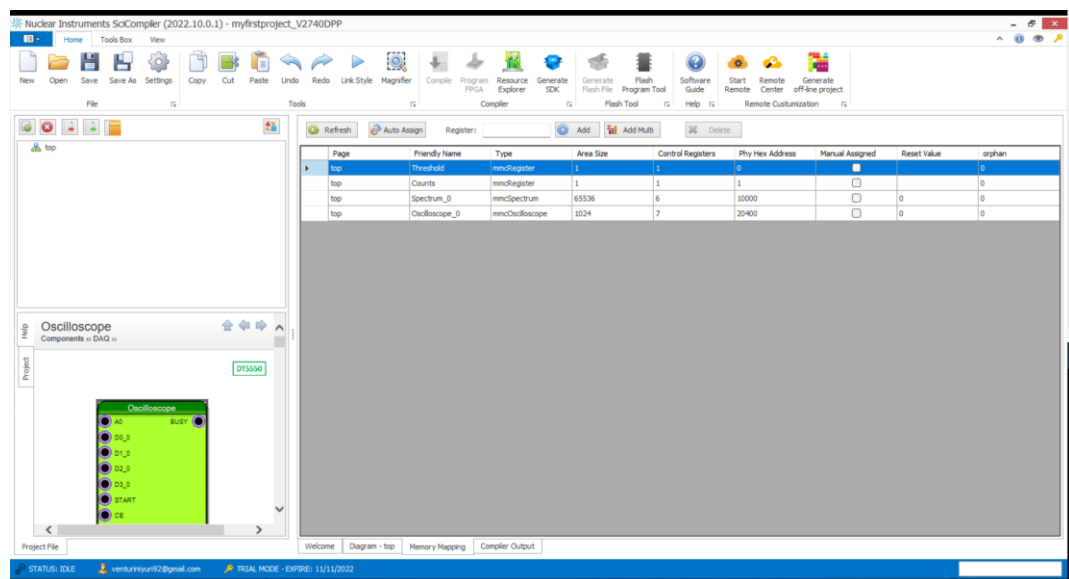 Nuclear Instruments SciCompiler (2022.10.0.1) - myfirstproject_V2740DPP
Home Tools Box View
New Open Save Save As Settings Copy Cut Paste Undo Redo Link Style Magnifier Compile Program FPGA Resource Explorer Generate SDK Generate Flash File Flash Program Tool Software Guide Start Remote Remote Center Generate off-line project
File Tools Compiler Flash Tool Help Remote Custumization
top
Refresh Auto Assign Register: Add Add Multi Delete
Page Friendly Name Type Area Size Control Registers Phy Hex Address Manual Assigned Reset Value orphan
top Threshold mmcRegister 1 1 0 0
top Counts mmcRegister 1 1 1 0
top Spectrum_0 mmcSpectrum 65536 6 10000 0 0
top Oscilloscope_0 mmcOscilloscope 1024 7 20400 0 0
Help
Project
Oscilloscope
Components » DAQ »
DT5550
Oscilloscope
A0 BUSY
D0_0
D1_0
D2_0
D3_0
START
CE
Project File
Welcome Diagram - top Memory Mapping Compiler Output
STATUS: IDLE venturiniyuri92@gmail.com TRIAL MODE - EXPIRE: 11/11/2022